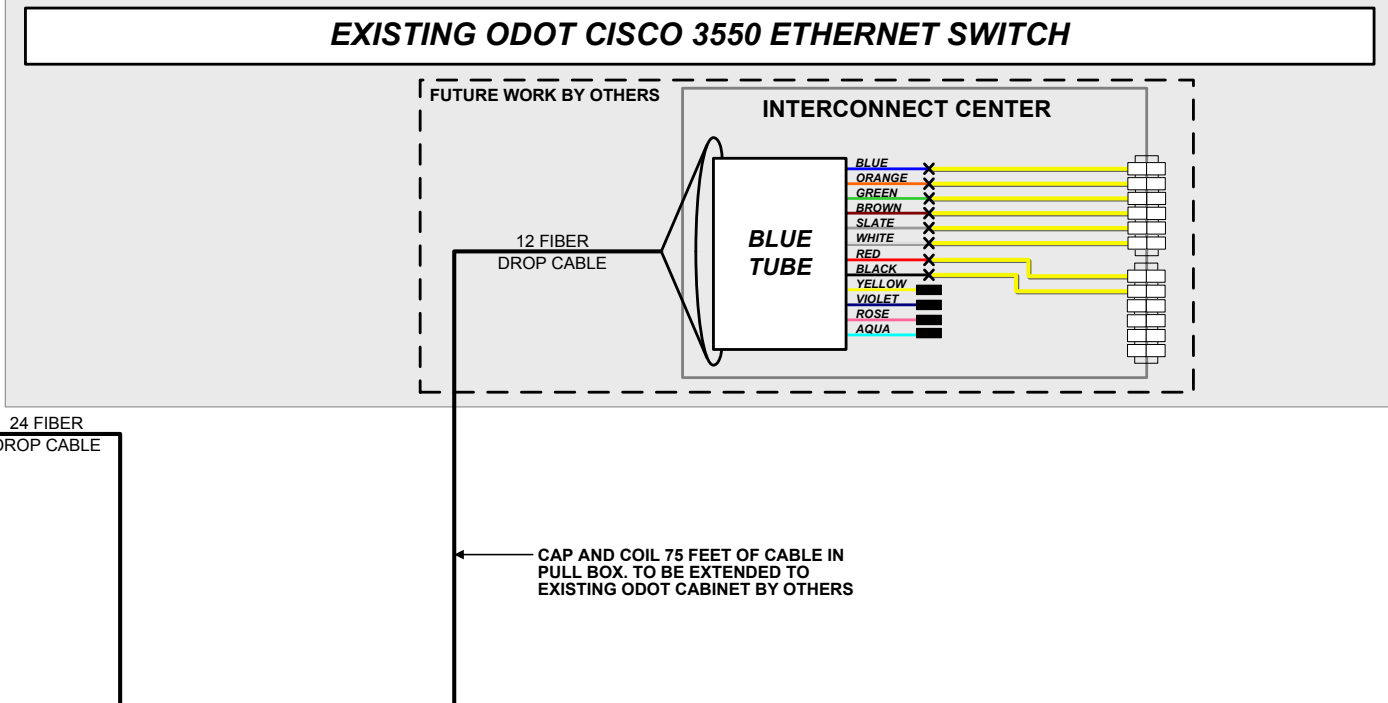 EXISTING ODOT CISCO 3550 ETHERNET SWITCH
FUTURE WORK BY OTHERS
INTERCONNECT CENTER
BLUE
ORANGE
GREEN
BROWN
SLATE
WHITE
RED
BLACK
YELLOW
VIOLET
ROSE
AQUA
BLUE
TUBE
12 FIBER
DROP CABLE
24 FIBER
DROP CABLE
CAP AND COIL 75 FEET OF CABLE IN
PULL BOX. TO BE EXTENDED TO
EXISTING ODOT CABINET BY OTHERS